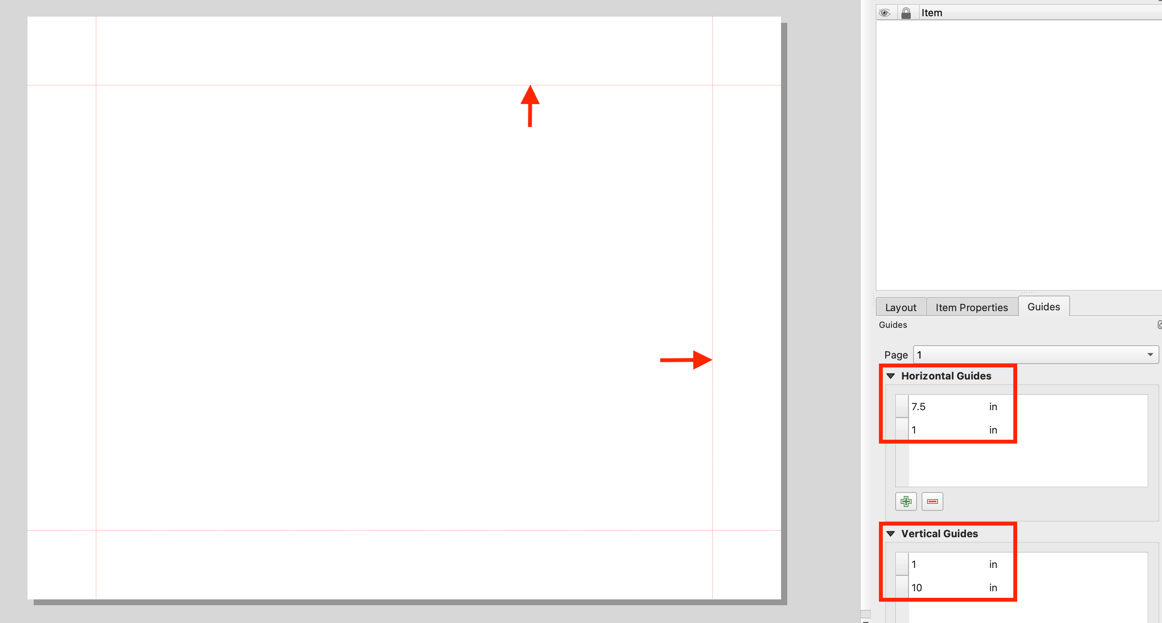 Item
Layout
Item Properties
Guides
Guides
Page 1
Horizontal Guides
7.5 in
1 in
Vertical Guides
1 in
10 in